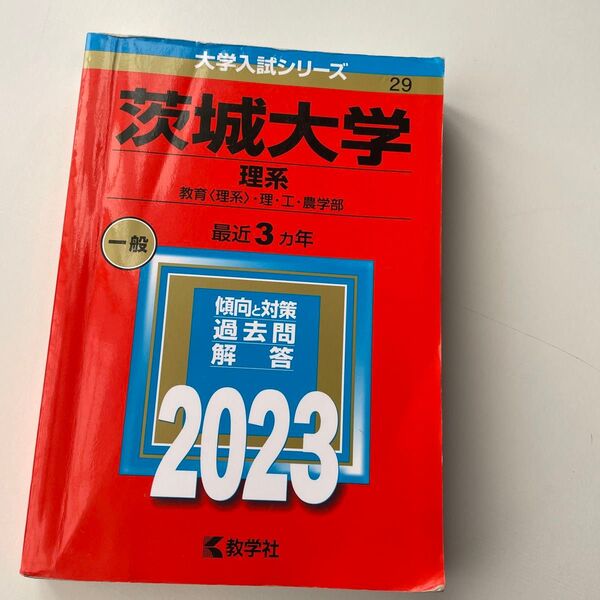 大学入試シリーズ
29
茨城大学
理系
教育〈理系〉・理・工・農学部
一般
最近3ヵ年
傾向と対策
過去問
解答
2023
教学社